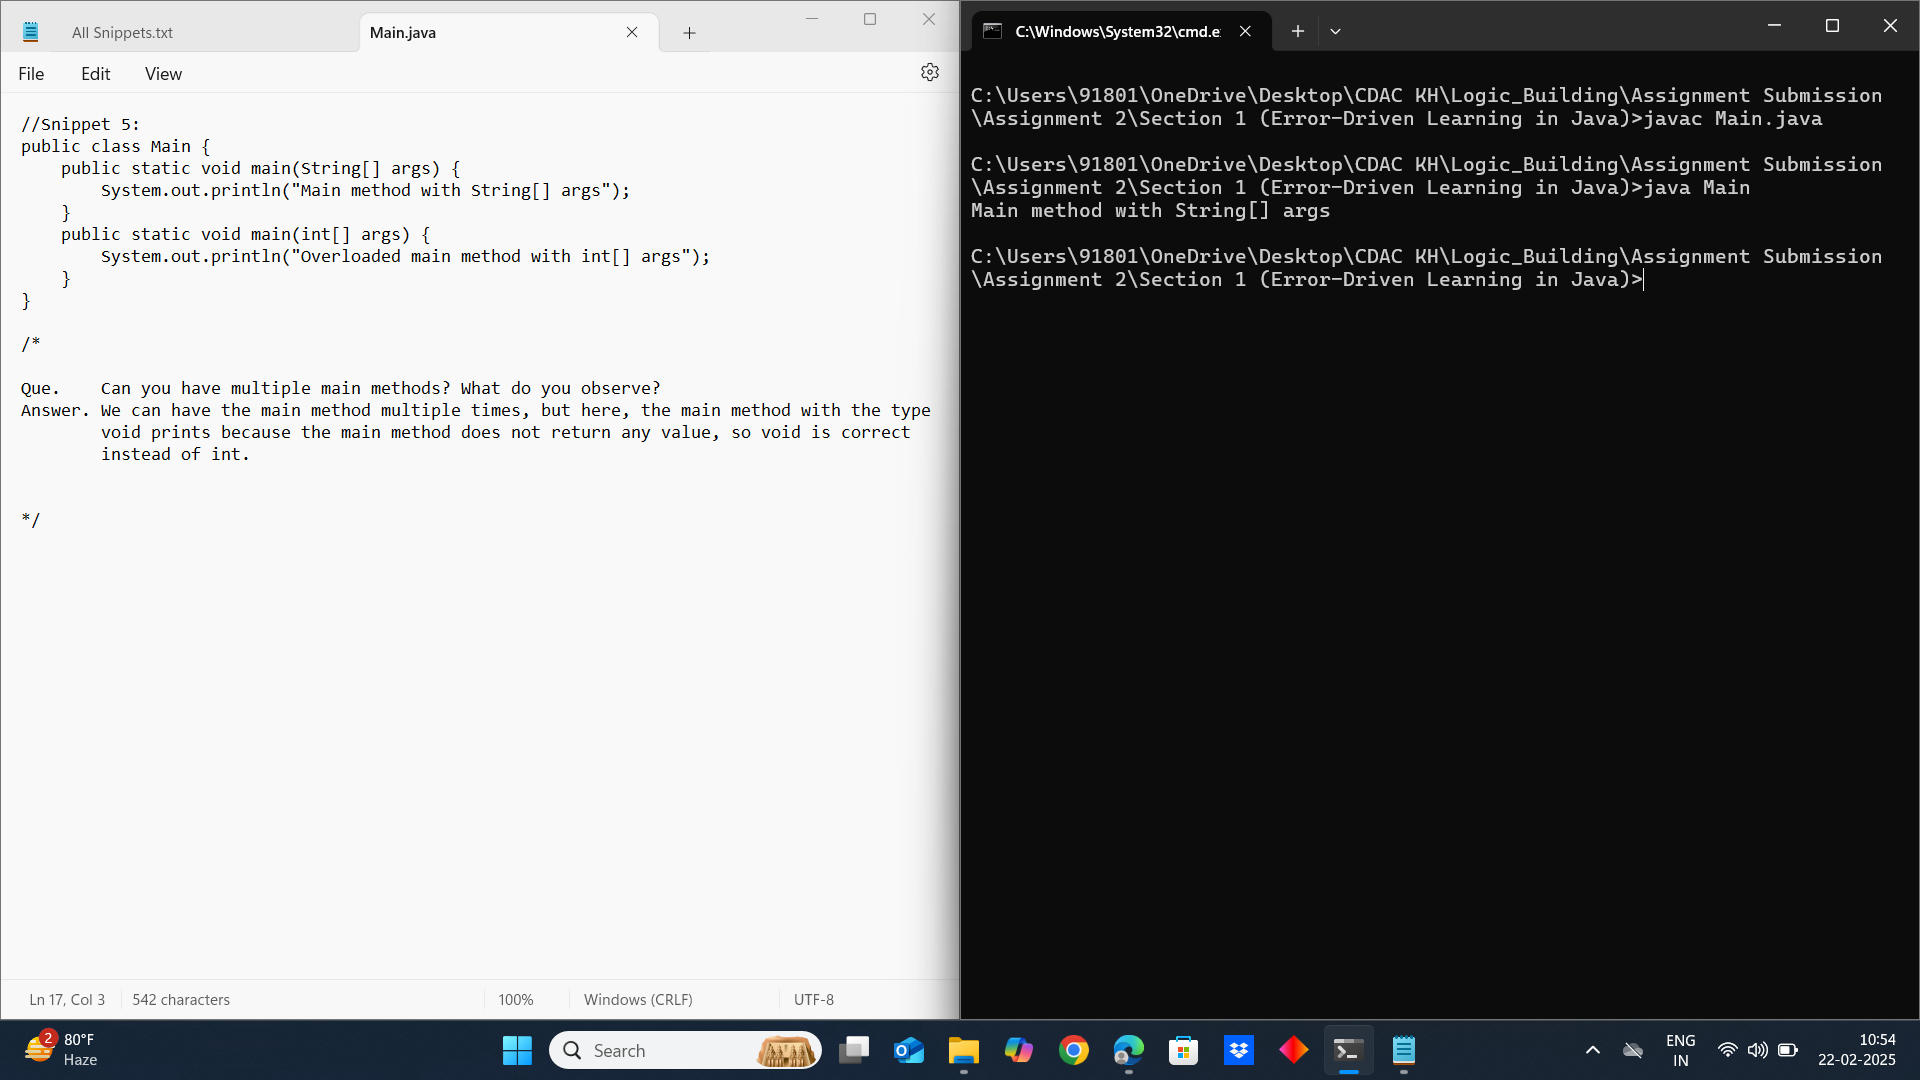 All Snippets.txt
Main.java
File Edit View
//Snippet 5:
public class Main {
    public static void main(String[] args) {
        System.out.println("Main method with String[] args");
    }
    public static void main(int[] args) {
        System.out.println("Overloaded main method with int[] args");
    }
}
/*
Que.    Can you have multiple main methods? What do you observe?
Answer. We can have the main method multiple times, but here, the main method with the type
        void prints because the main method does not return any value, so void is correct
        instead of int.
*/
Ln 17, Col 3 542 characters 100% Windows (CRLF) UTF-8
C:\Windows\System32\cmd.e
C:\Users\91801\OneDrive\Desktop\CDAC KH\Logic_Building\Assignment Submission
\Assignment 2\Section 1 (Error-Driven Learning in Java)>javac Main.java
C:\Users\91801\OneDrive\Desktop\CDAC KH\Logic_Building\Assignment Submission
\Assignment 2\Section 1 (Error-Driven Learning in Java)>java Main
Main method with String[] args
C:\Users\91801\OneDrive\Desktop\CDAC KH\Logic_Building\Assignment Submission
\Assignment 2\Section 1 (Error-Driven Learning in Java)>
2
80°F
Haze
Search
ENG
IN
10:54
22-02-2025